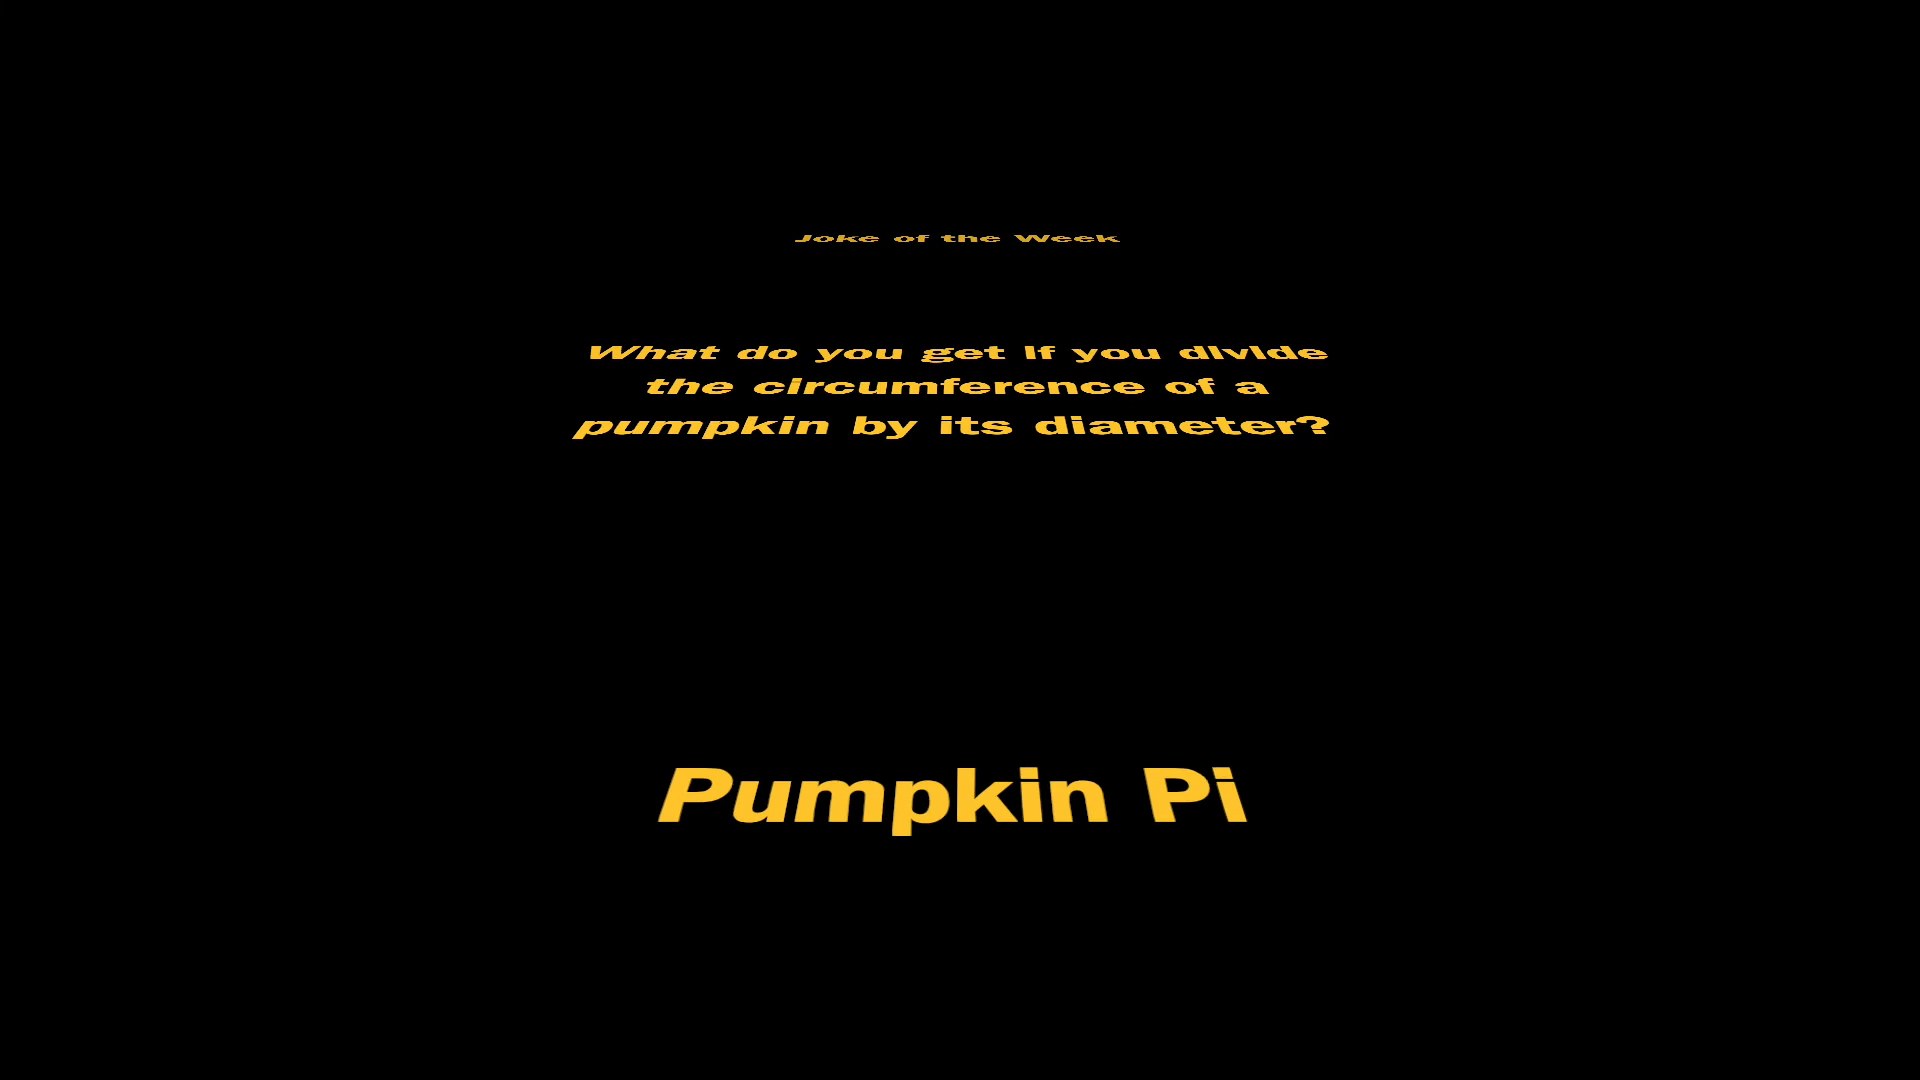 Joke of the Week
What do you get if you divide
the circumference of a
pumpkin by its diameter?
Pumpkin Pi